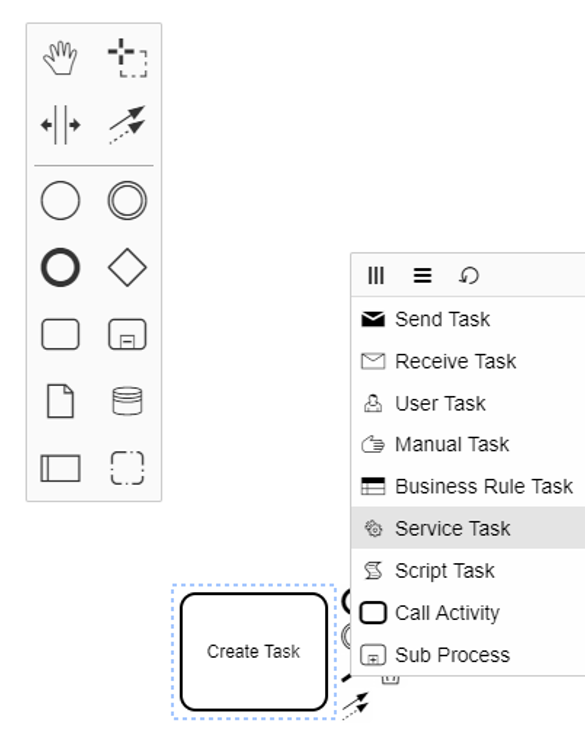 Send Task
Receive Task
User Task
Manual Task
Business Rule Task
Service Task
Script Task
Call Activity
Sub Process
Create Task